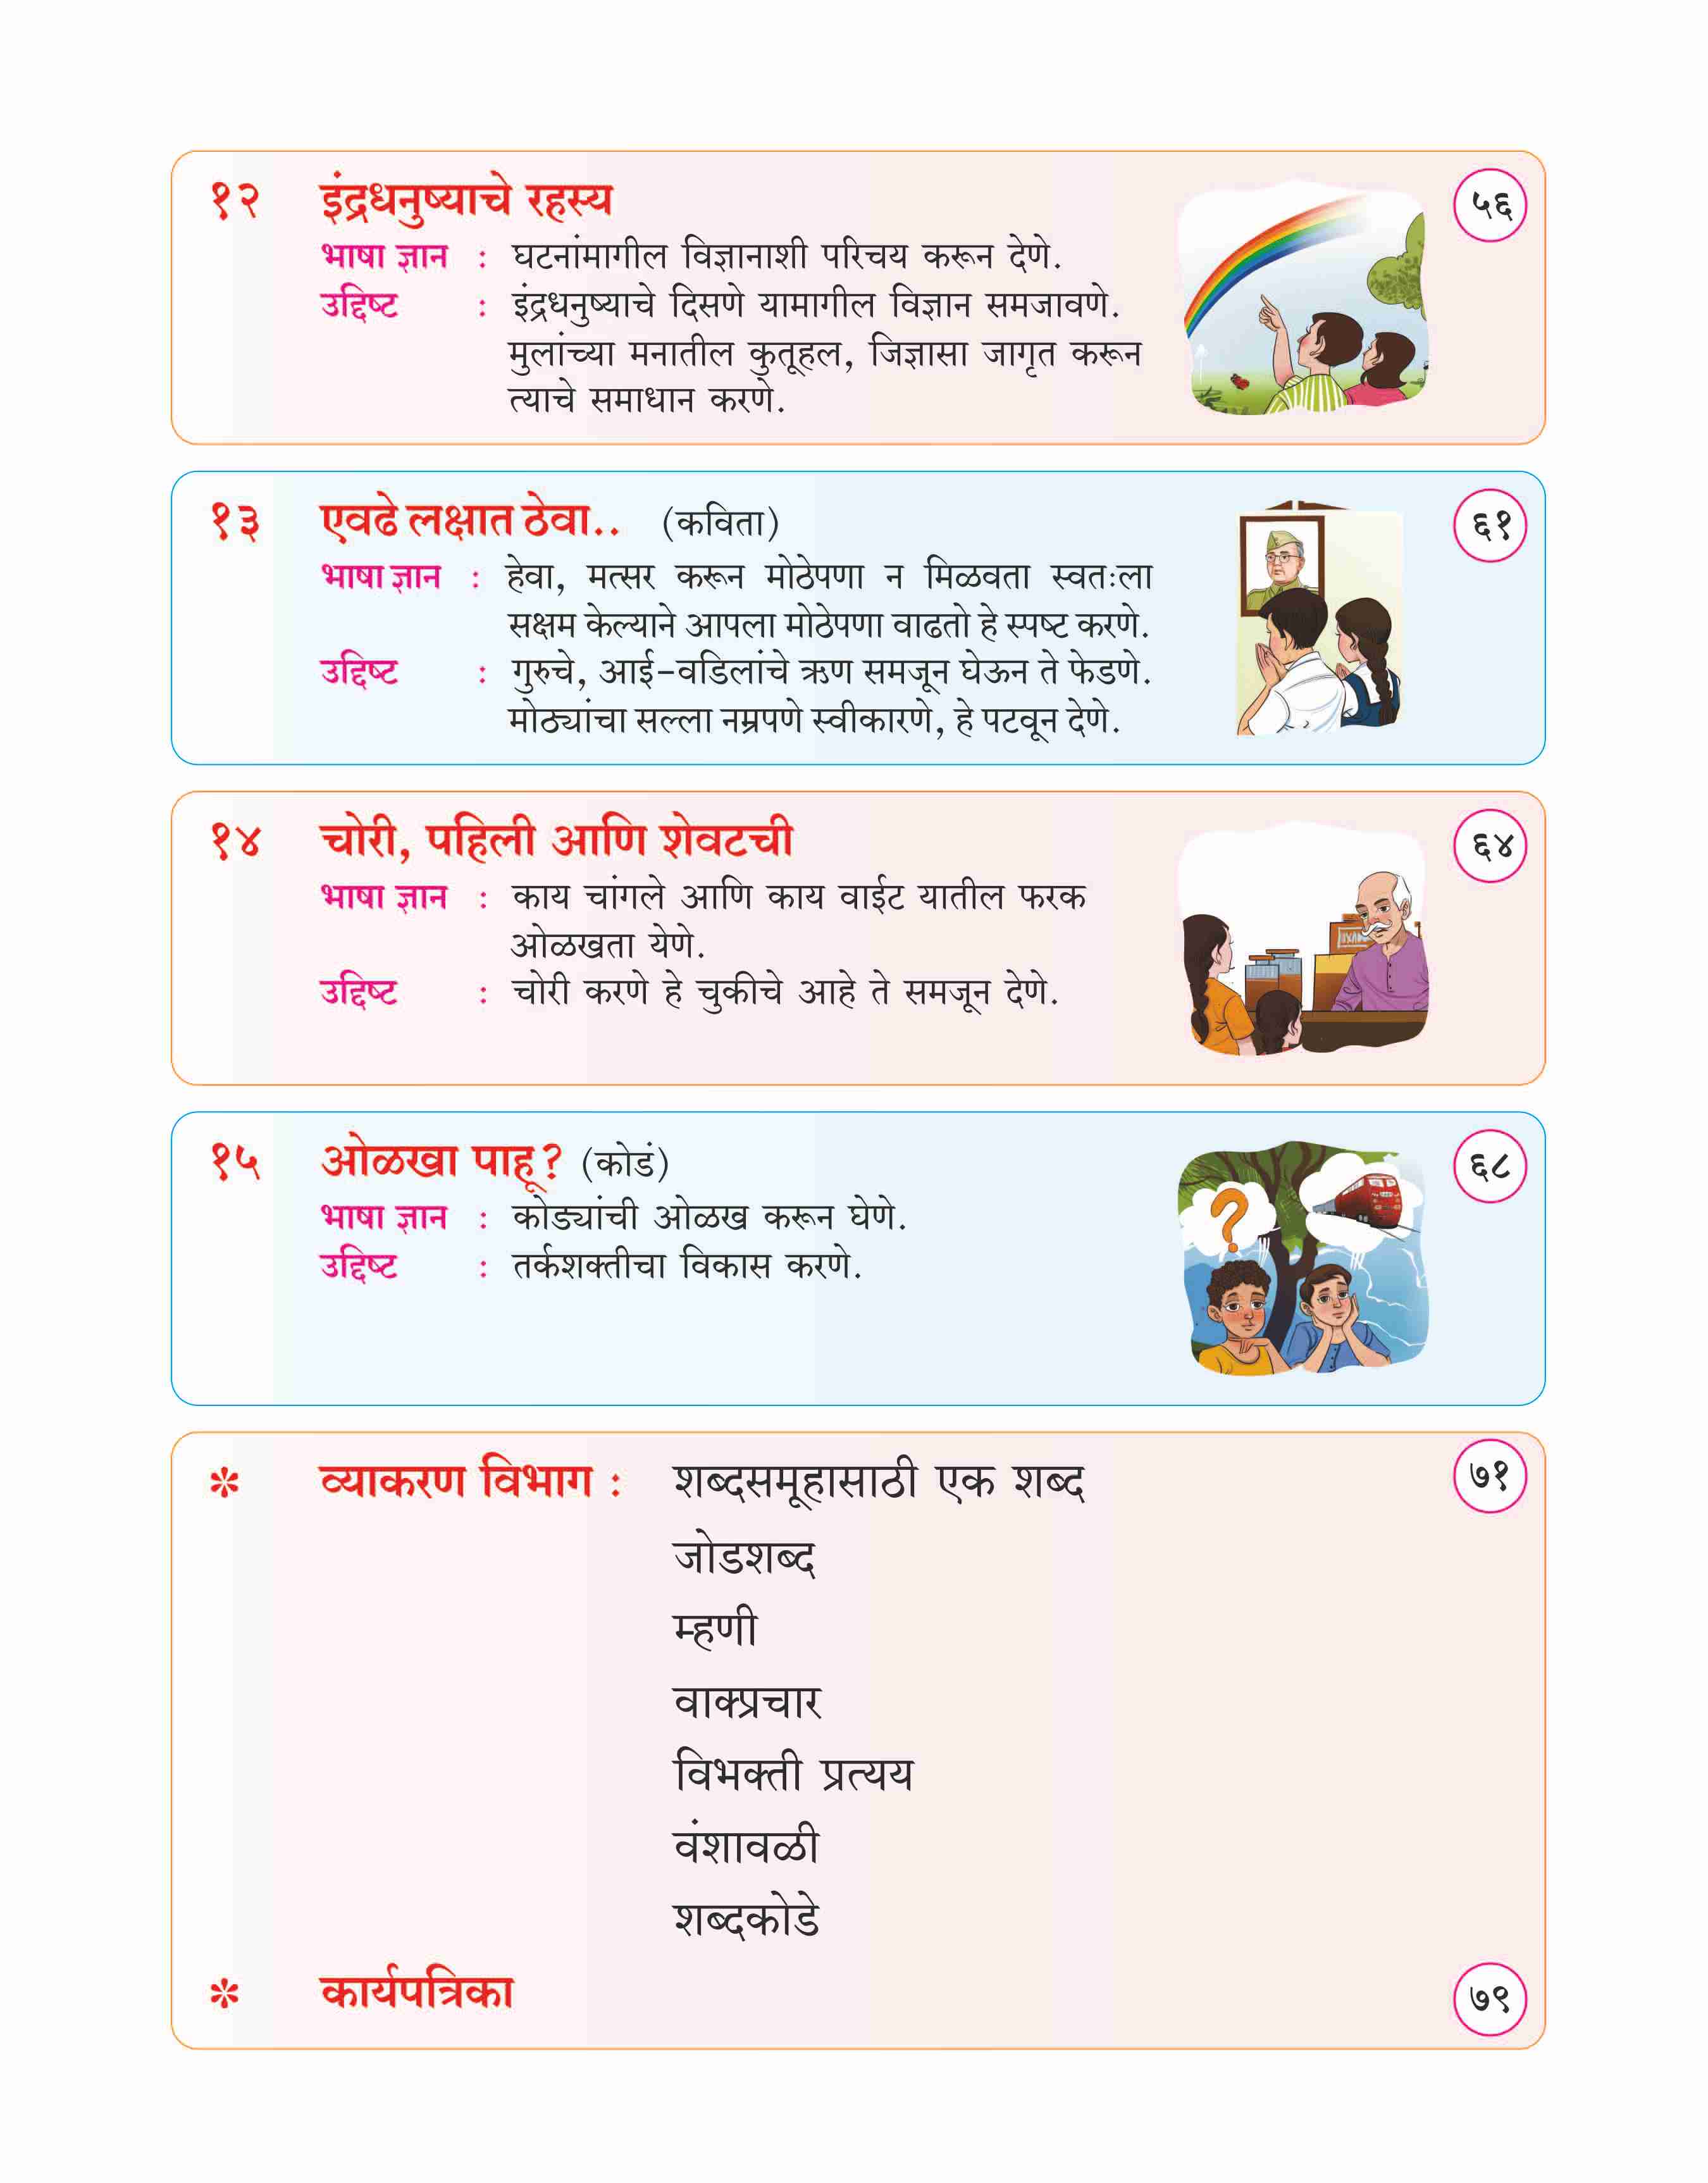 १२ इंद्रधनुष्याचे रहस्य ५६
भाषा ज्ञान : घटनांमागील विज्ञानाशी परिचय करून देणे.
उद्दिष्ट : इंद्रधनुष्याचे दिसणे यामागील विज्ञान समजावणे.
मुलांच्या मनातील कुतूहल, जिज्ञासा जागृत करून
त्याचे समाधान करणे.
१३ एवढे लक्षात ठेवा.. (कविता) ६१
भाषा ज्ञान : हेवा, मत्सर करून मोठेपणा न मिळवता स्वतःला
सक्षम केल्याने आपला मोठेपणा वाढतो हे स्पष्ट करणे.
उद्दिष्ट : गुरुचे, आई-वडिलांचे ऋण समजून घेऊन ते फेडणे.
मोठ्यांचा सल्ला नम्रपणे स्वीकारणे, हे पटवून देणे.
१४ चोरी, पहिली आणि शेवटची ६४
भाषा ज्ञान : काय चांगले आणि काय वाईट यातील फरक
ओळखता येणे.
उद्दिष्ट : चोरी करणे हे चुकीचे आहे ते समजून देणे.
१५ ओळखा पाहू? (कोडं) ६८
भाषा ज्ञान : कोड्यांची ओळख करून घेणे.
उद्दिष्ट : तर्कशक्तीचा विकास करणे.
* व्याकरण विभाग : शब्दसमूहासाठी एक शब्द ७१
जोडशब्द
म्हणी
वाक्प्रचार
विभक्ती प्रत्यय
वंशावळी
शब्दकोडे
* कार्यपत्रिका ७९